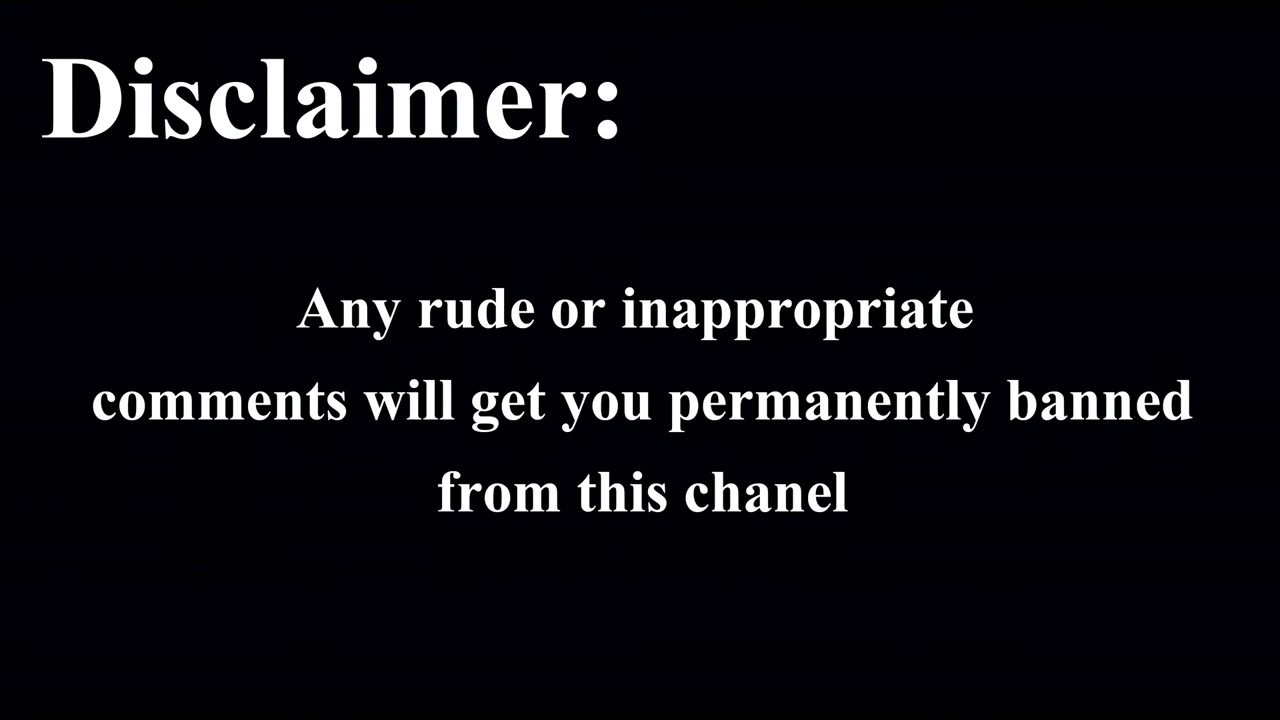 Disclaimer:
Any rude or inappropriate
comments will get you permanently banned
from this chanel